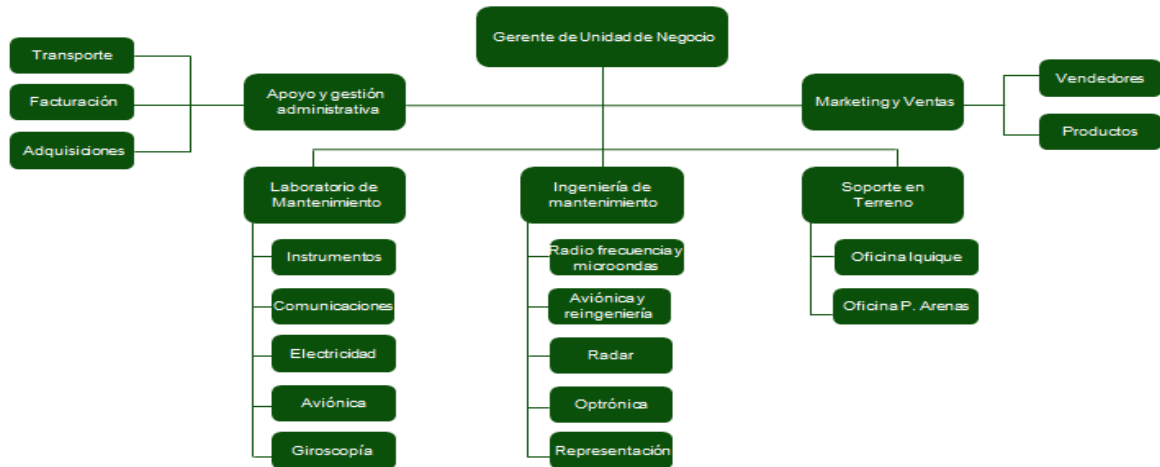 Gerente de Unidad de Negocio
Transporte
Facturación
Adquisiciones
Apoyo y gestión
administrativa
Marketing y Ventas
Vendedores
Productos
Laboratorio de
Mantenimiento
Instrumentos
Comunicaciones
Electricidad
Aviónica
Giroscopía
Ingeniería de
mantenimiento
Radio frecuencia y
microondas
Aviónica y
reingeniería
Radar
Optrónica
Representación
Soporte en
Terreno
Oficina Iquique
Oficina P. Arenas